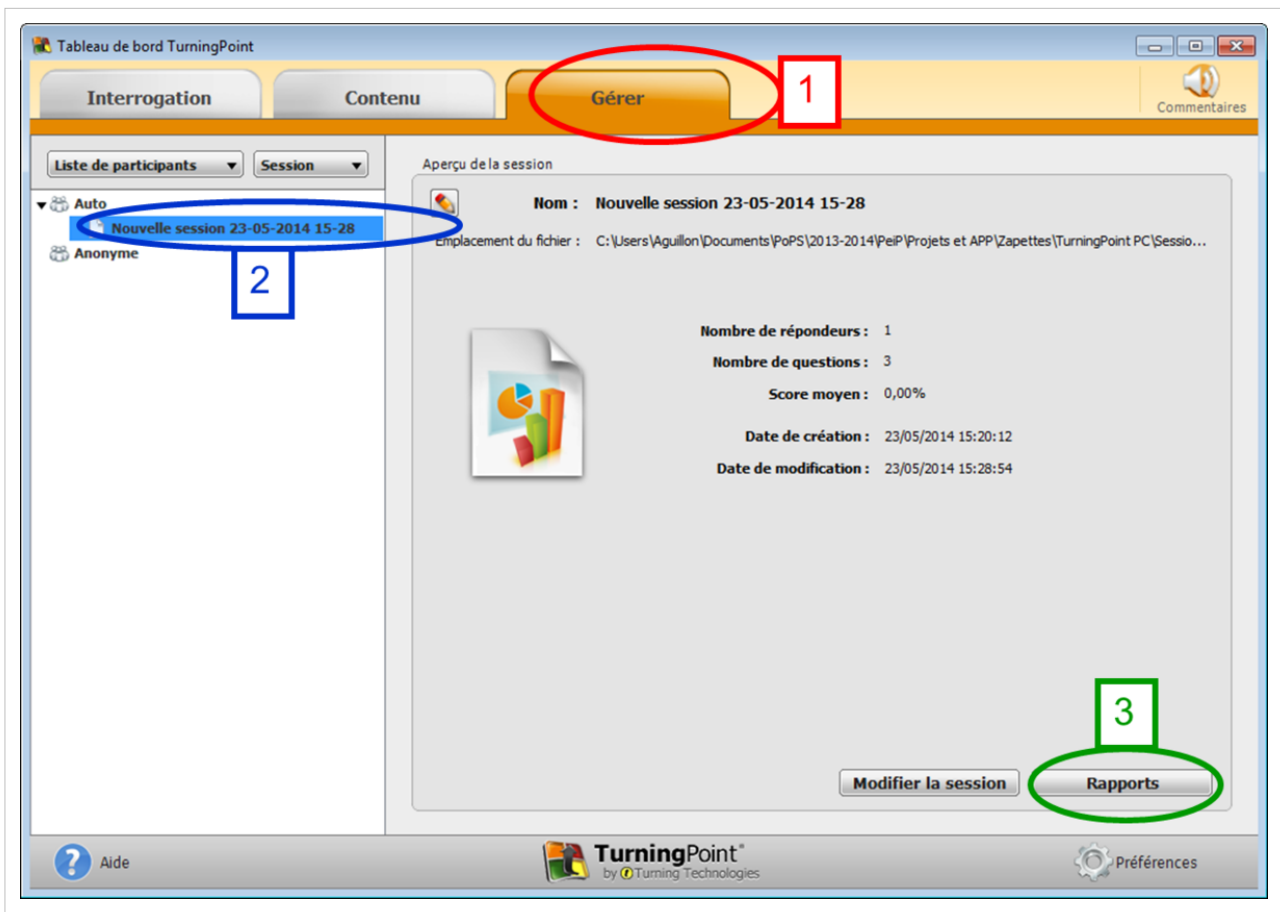 Tableau de bord TurningPoint
Interrogation
Contenu
Gérer
1
Commentaires
Liste de participants
Session
Auto
Nouvelle session 23-05-2014 15-28
Anonyme
2
Aperçu de la session
Nom : Nouvelle session 23-05-2014 15-28
Emplacement du fichier : C:\Users\Aguillon\Documents\PoPS\2013-2014\PeiP\Projets et APP\Zapettes\TurningPoint PC\Sessio...
Nombre de répondeurs : 1
Nombre de questions : 3
Score moyen : 0,00%
Date de création : 23/05/2014 15:20:12
Date de modification : 23/05/2014 15:28:54
3
Modifier la session
Rapports
Aide
TurningPoint®
by Turning Technologies
Préférences